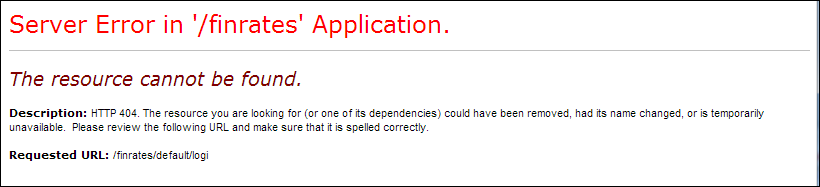 Server Error in '/finrates' Application.
The resource cannot be found.
Description: HTTP 404. The resource you are looking for (or one of its dependencies) could have been removed, had its name changed, or is temporarily
unavailable.  Please review the following URL and make sure that it is spelled correctly.
Requested URL: /finrates/default/logi